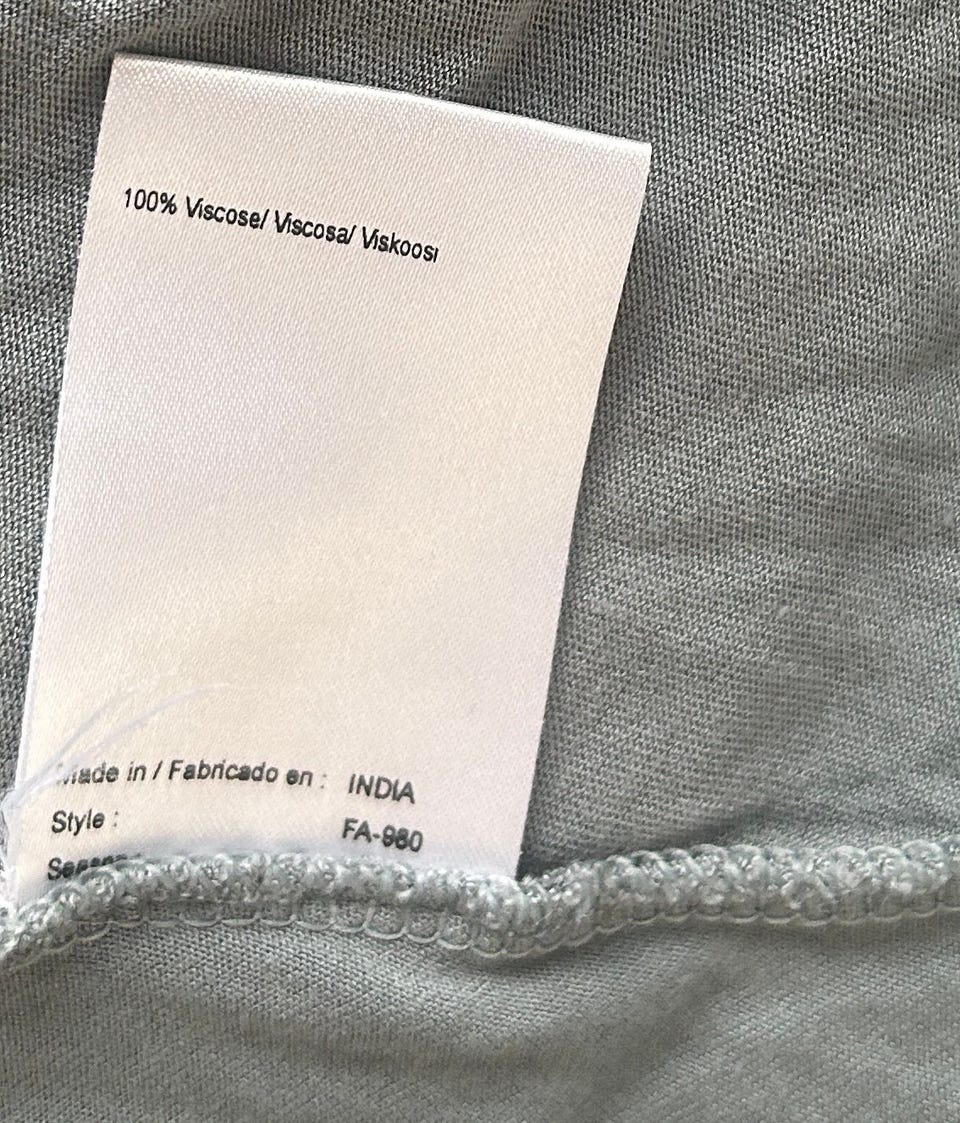 100% Viscose/ Viscosa/ Viskoosi
Made in / Fabricado en : INDIA
Style : FA-980